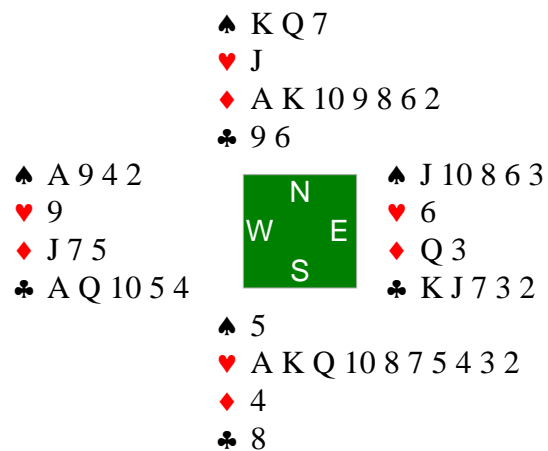 ♠ K Q 7
♥ J
♦ A K 10 9 8 6 2
♣ 9 6
♠ A 9 4 2
♥ 9
♦ J 7 5
♣ A Q 10 5 4
N
W E
S
♠ J 10 8 6 3
♥ 6
♦ Q 3
♣ K J 7 3 2
♠ 5
♥ A K Q 10 8 7 5 4 3 2
♦ 4
♣ 8